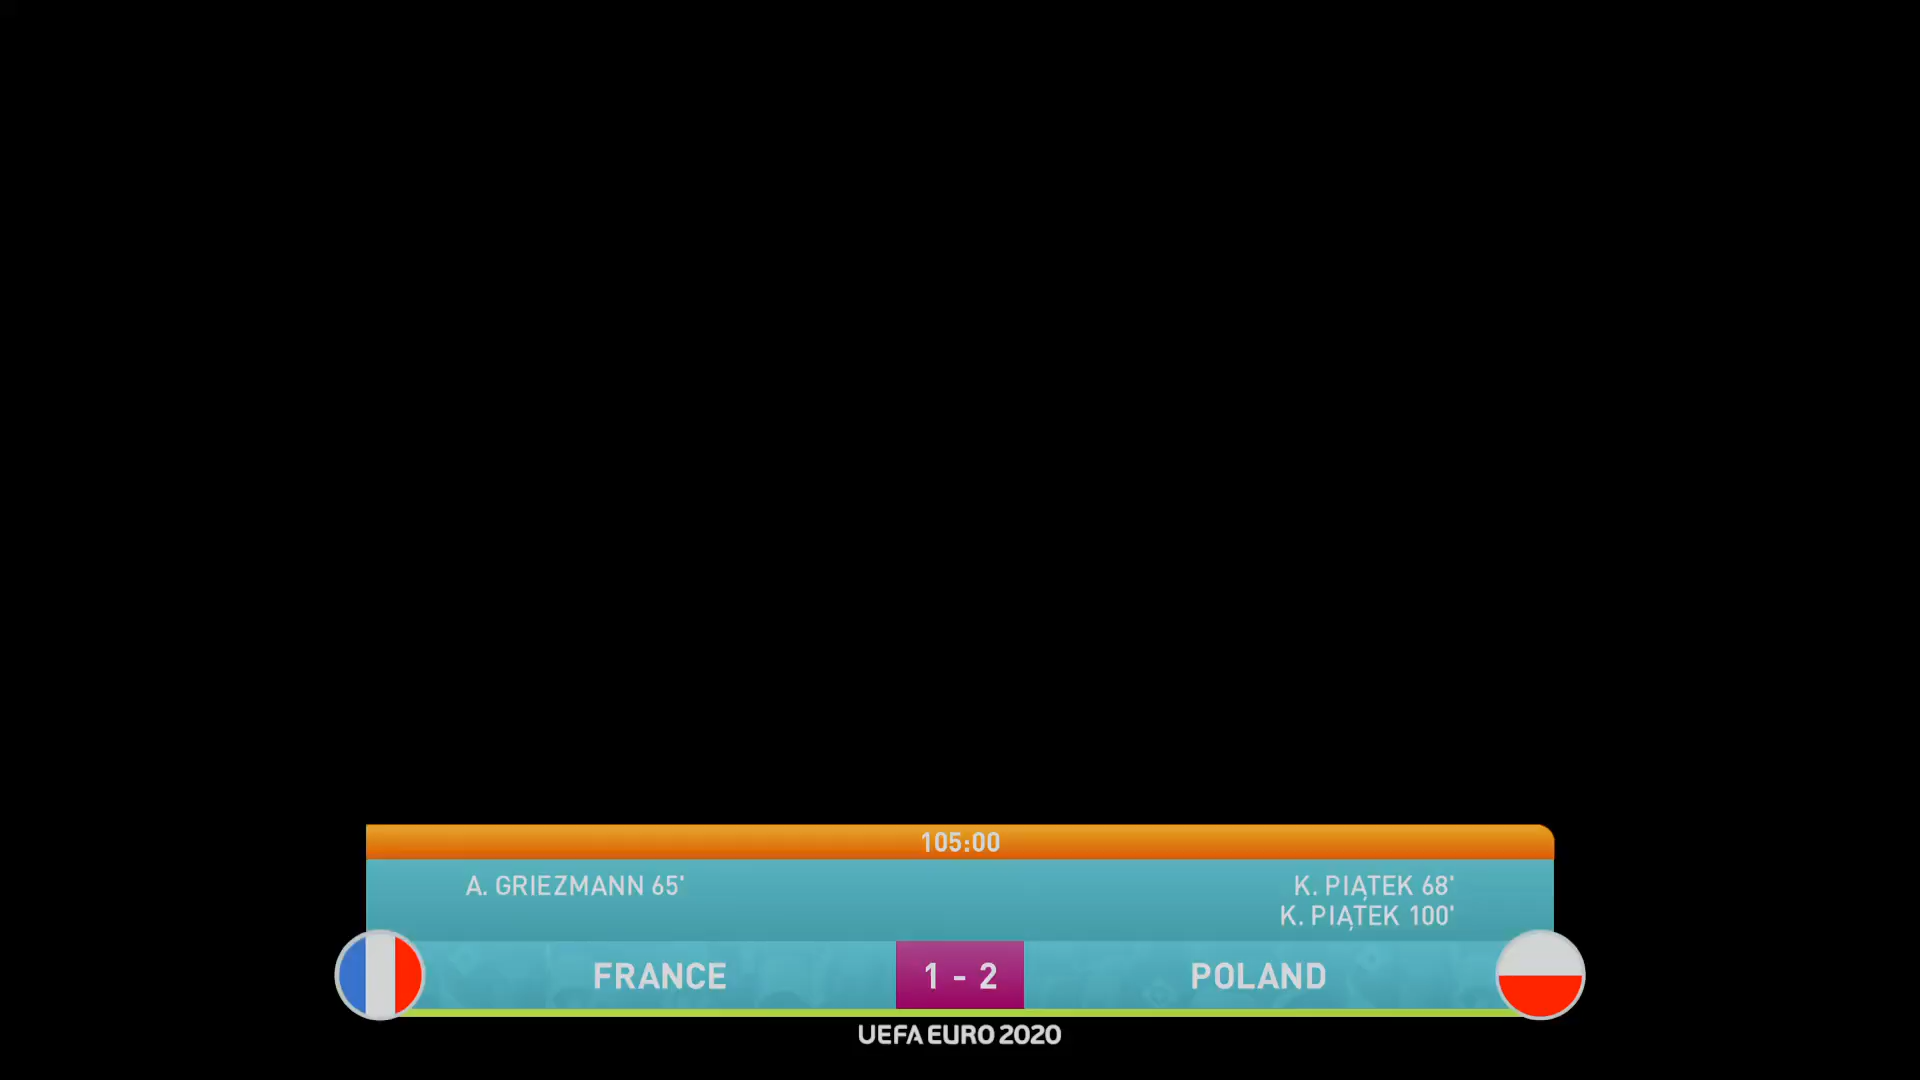 105:00
A. GRIEZMANN 65'
K. PIĄTEK 68'
K. PIĄTEK 100'
FRANCE 1 - 2 POLAND
UEFA EURO 2020